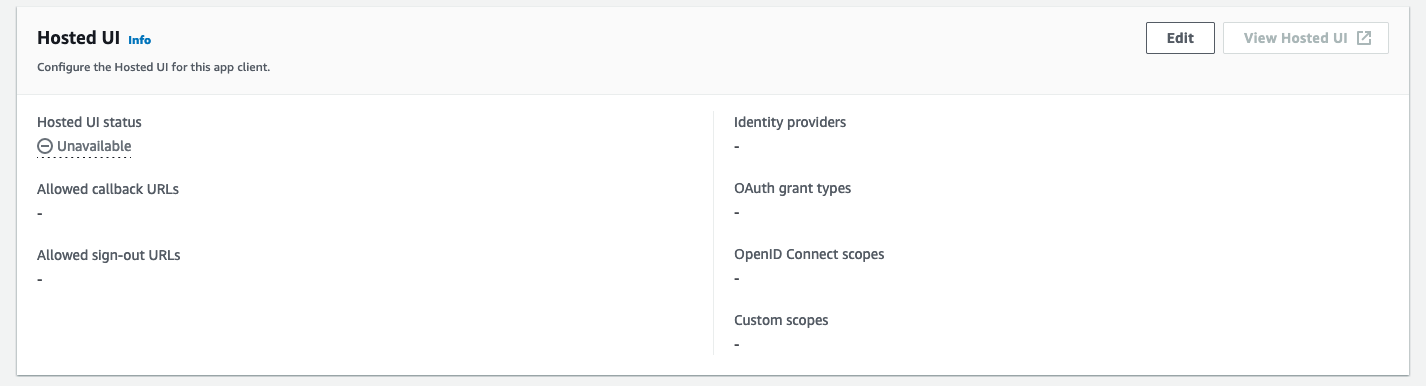 Hosted UI Info
Edit
View Hosted UI
Configure the Hosted UI for this app client.
Hosted UI status
Unavailable
Allowed callback URLs
-
Allowed sign-out URLs
-
Identity providers
-
OAuth grant types
-
OpenID Connect scopes
-
Custom scopes
-